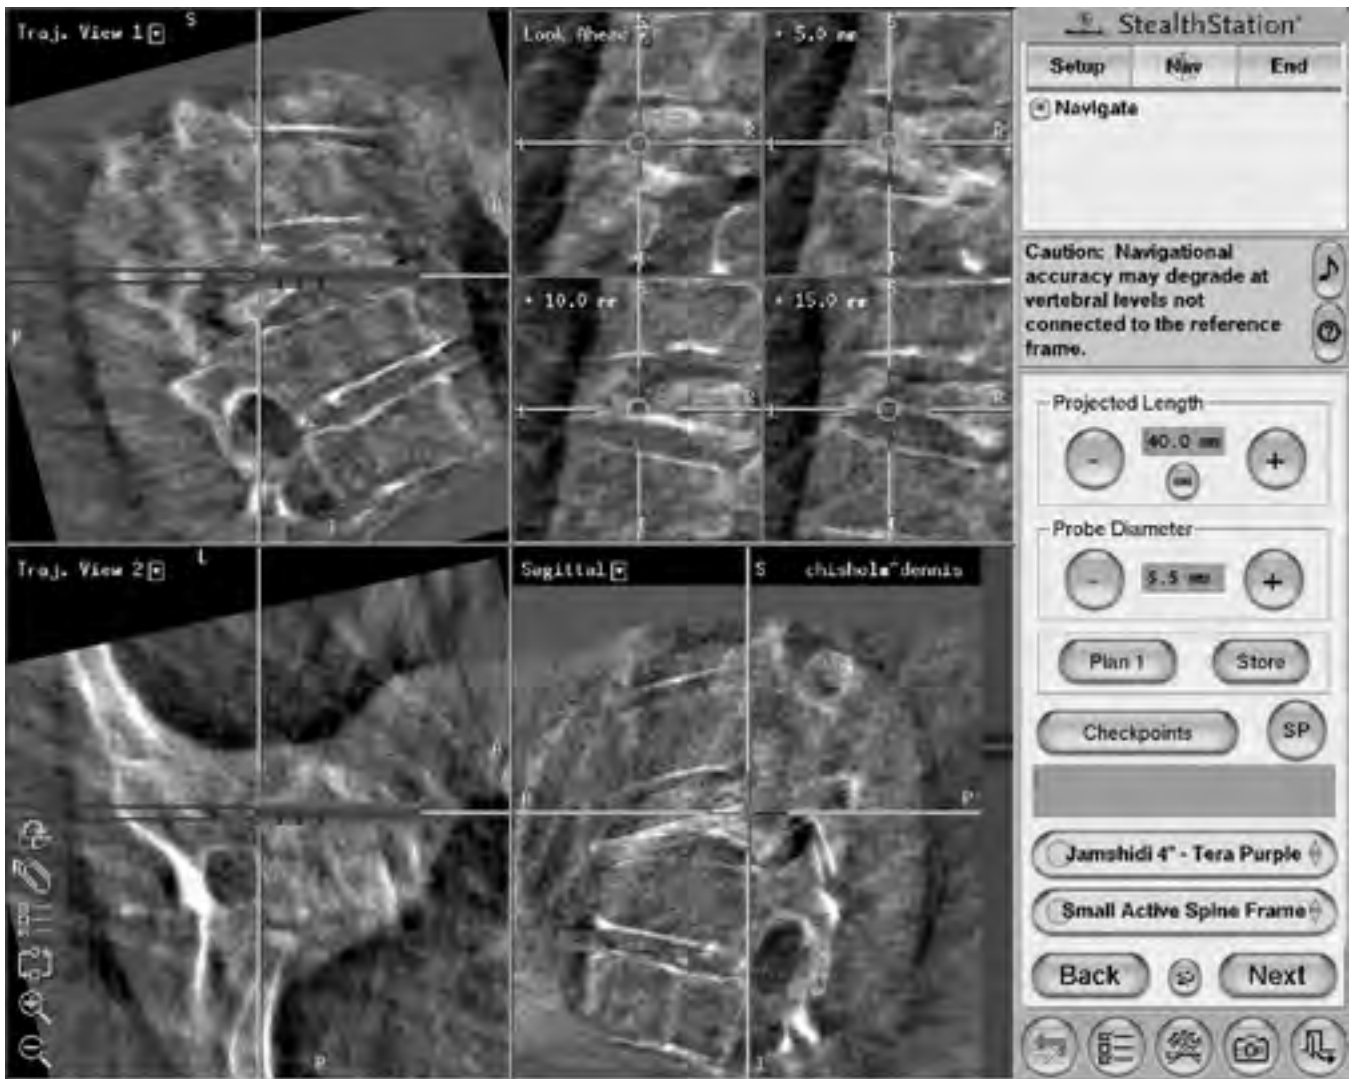 Traj. View 1
S
Look Ahead
+ 5.0 mm
S
S
R
R
+ 10.0 mm
+ 15.0 mm
R
R
I
Traj. View 2
L
Sagittal
S
chisholm^dennis
P
R
I
StealthStation
Setup
Nav
End
Navigate
Caution: Navigational
accuracy may degrade at
vertebral levels not
connected to the reference
frame.
Projected Length
-
40.0 mm
+
Probe Diameter
-
5.5 mm
+
Plan 1
Store
Checkpoints
SP
Jamshidi 4" - Tera Purple
Small Active Spine Frame
Back
Next